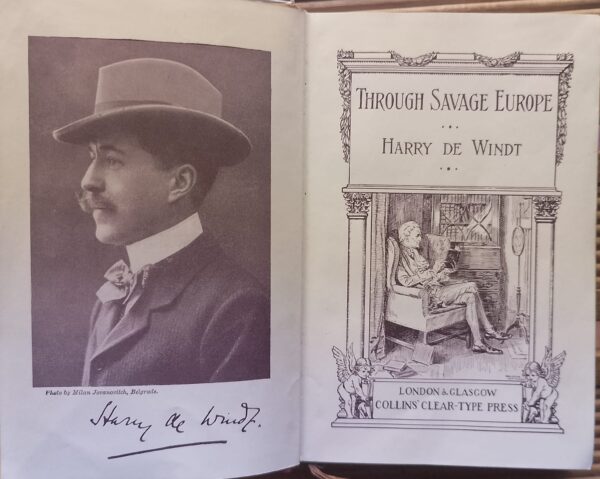 Photo by Milan Jovanovitch, Belgrade.
Harry de Windt.
THROUGH SAVAGE EUROPE
HARRY DE WINDT
LONDON & GLASGOW
COLLINS' CLEAR-TYPE PRESS